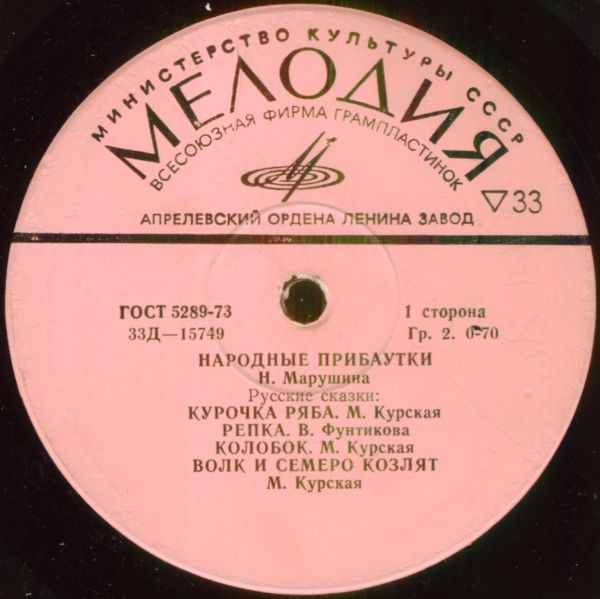 МИНИСТЕРСТВО КУЛЬТУРЫ СССР
МЕЛОДИЯ
ВСЕСОЮЗНАЯ ФИРМА ГРАМПЛАСТИНОК
33
АПРЕЛЕВСКИЙ ОРДЕНА ЛЕНИНА ЗАВОД
ГОСТ 5289-73
1 сторона
33Д—15749
Гр. 2. 0-70
НАРОДНЫЕ ПРИБАУТКИ
Н. Марушина
Русские сказки:
КУРОЧКА РЯБА. М. Курская
РЕПКА. В. Фунтикова
КОЛОБОК. М. Курская
ВОЛК И СЕМЕРО КОЗЛЯТ
М. Курская